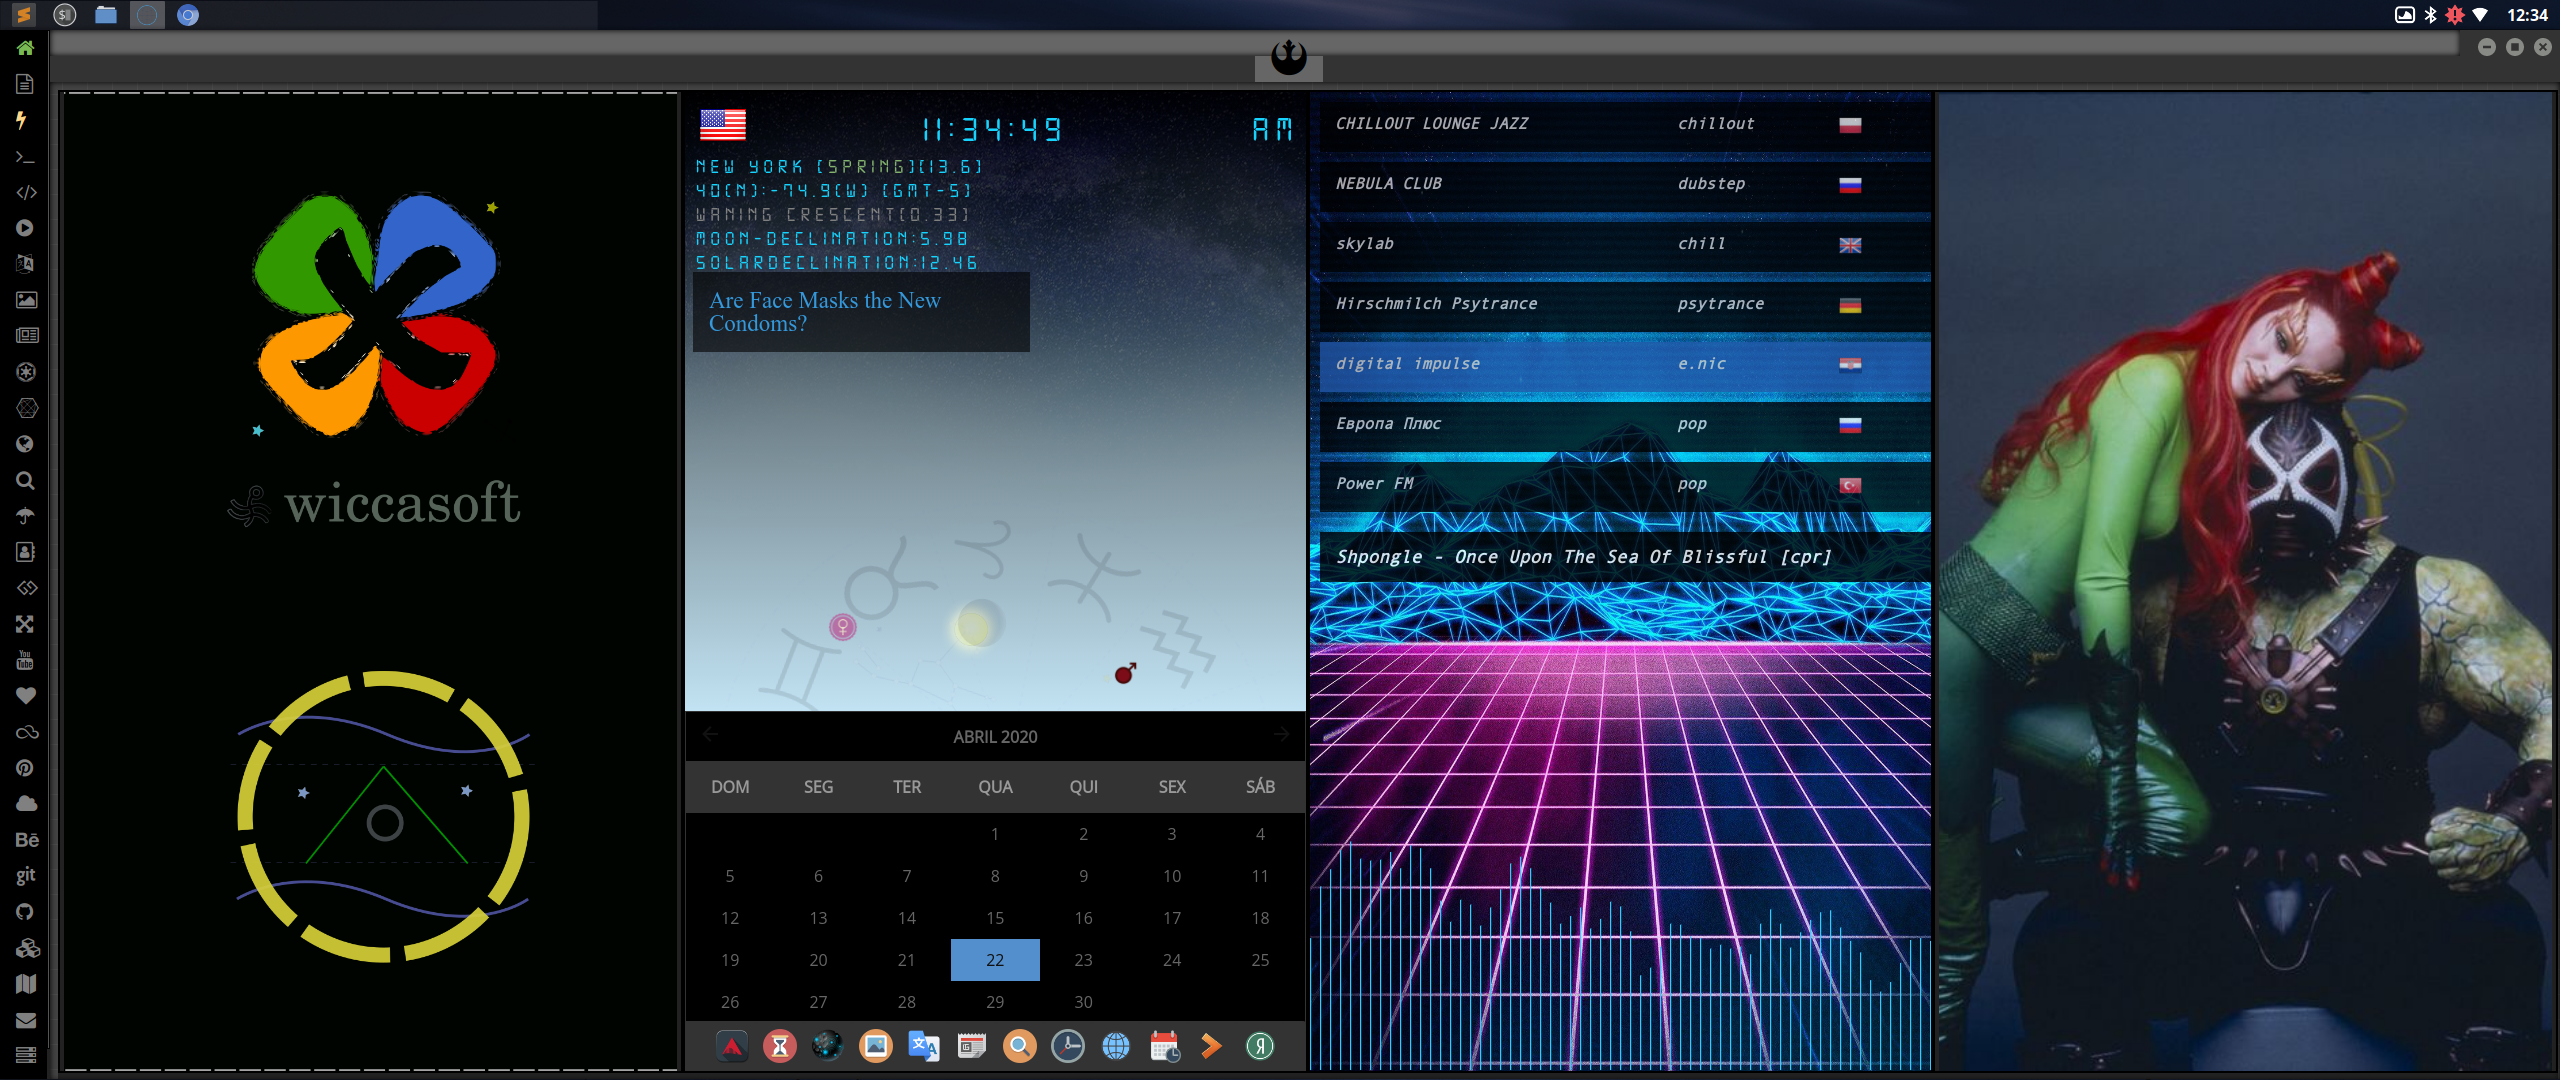 12:34
You
Tube
Bē
git
wiccasoft
11:34:49 AM
NEW YORK [SPRING][13.6]
40(N):-74.9(W) [GMT-5]
WANING CRESCENT[0.33]
MOON-DECLINATION:5.98
SOLARDECLINATION:12.46
Are Face Masks the New
Condoms?
ABRIL 2020
DOM SEG TER QUA QUI SEX SÁB
1 2 3 4
5 6 7 8 9 10 11
12 13 14 15 16 17 18
19 20 21 22 23 24 25
26 27 28 29 30
CHILLOUT LOUNGE JAZZ chillout
NEBULA CLUB dubstep
skylab chill
Hirschmilch Psytrance psytrance
digital impulse e.nic
Европа Плюс pop
Power FM pop
Shpongle - Once Upon The Sea Of Blissful [cpr]